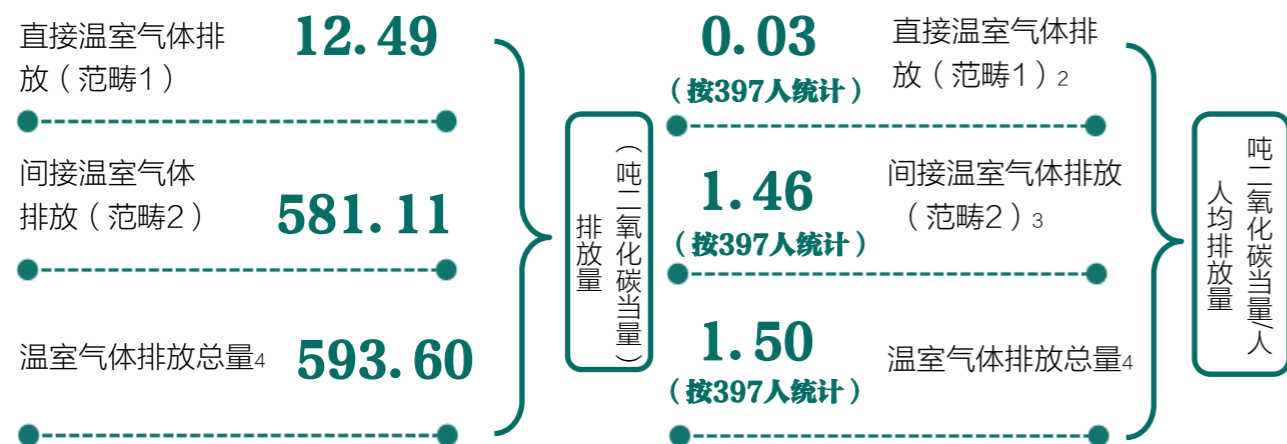 直接温室气体排
放（范畴1）
12.49
间接温室气体
排放（范畴2）
581.11
温室气体排放总量4
593.60
排放量
（吨二氧化碳当量）
0.03
（按397人统计）
直接温室气体排
放（范畴1）2
1.46
（按397人统计）
间接温室气体排放
（范畴2）3
1.50
（按397人统计）
温室气体排放总量4
人均排放量
吨二氧化碳当量/人